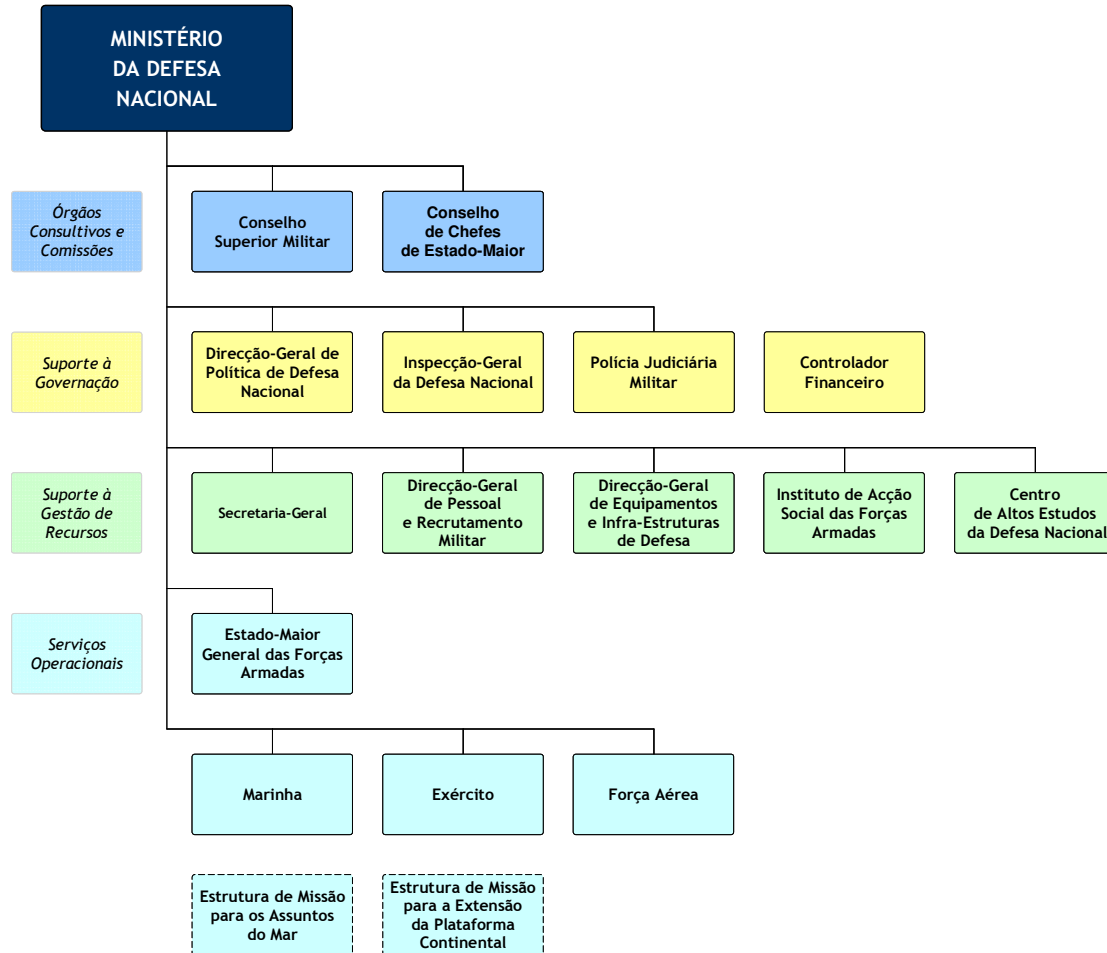 MINISTÉRIO
DA DEFESA
NACIONAL
Órgãos
Consultivos e
Comissões
Conselho
Superior Militar
Conselho
de Chefes
de Estado-Maior
Suporte à
Governação
Direcção-Geral de
Política de Defesa
Nacional
Inspecção-Geral
da Defesa Nacional
Polícia Judiciária
Militar
Controlador
Financeiro
Suporte à
Gestão de
Recursos
Secretaria-Geral
Direcção-Geral
de Pessoal
e Recrutamento
Militar
Direcção-Geral
de Equipamentos
e Infra-Estruturas
de Defesa
Instituto de Acção
Social das Forças
Armadas
Centro
de Altos Estudos
da Defesa Nacional
Serviços
Operacionais
Estado-Maior
General das Forças
Armadas
Marinha
Exército
Força Aérea
Estrutura de Missão
para os Assuntos
do Mar
Estrutura de Missão
para a Extensão
da Plataforma
Continental